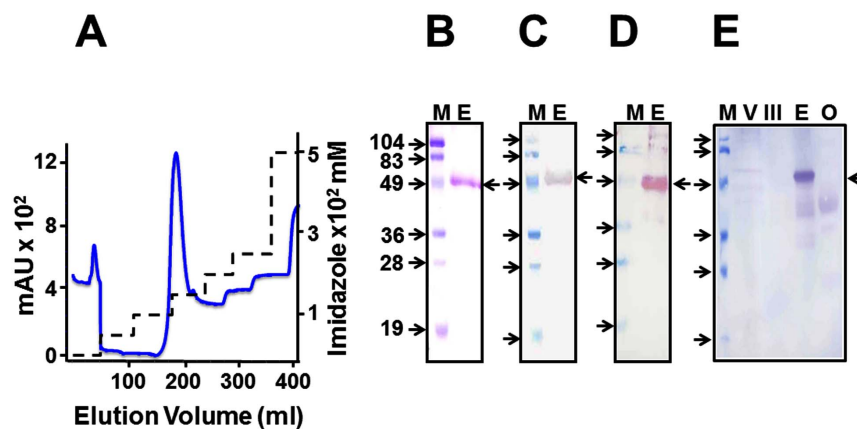 A B C D E
M E M E M E M V III E O
mAU x 10²
12
8
4
0
5
3
1
Imidazole x10² mM
100 200 300 400
Elution Volume (ml)
104
83
49
36
28
19